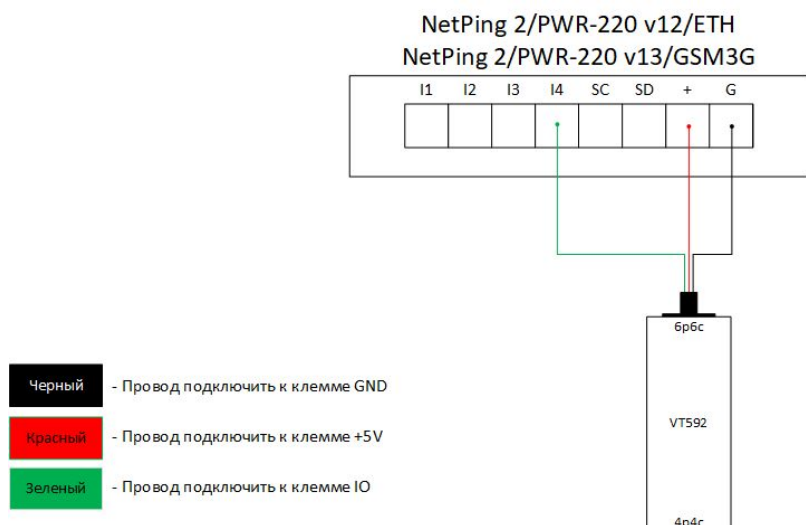 NetPing 2/PWR-220 v12/ETH
NetPing 2/PWR-220 v13/GSM3G
I1 I2 I3 I4 SC SD + G
6p6c
Черный - Провод подключить к клемме GND
VT592
Красный - Провод подключить к клемме +5V
Зеленый - Провод подключить к клемме IO
4p4c